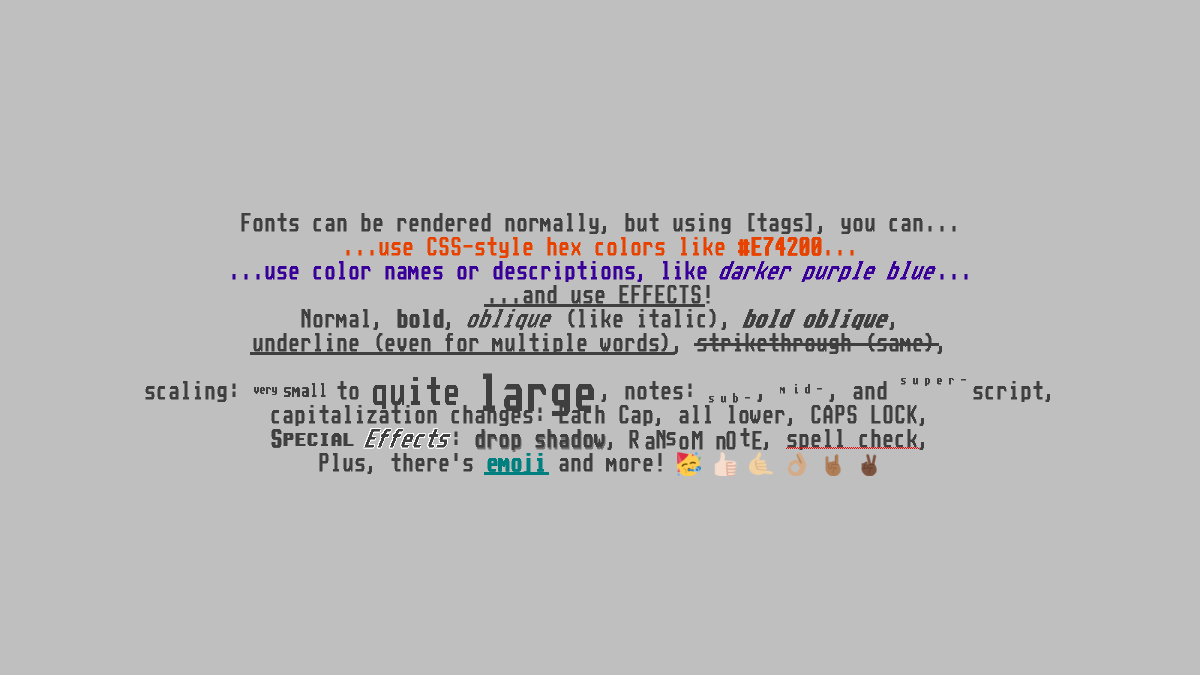 Fonts can be rendered normally, but using [tags], you can...
...use CSS-style hex colors like #E74200...
...use color names or descriptions, like darker purple blue...
...and use EFFECTS!
Normal, bold, oblique (like italic), bold oblique,
underline (even for multiple words), strikethrough (same),
scaling: very small to quite large, notes: sub-, mid-, and super-script,
capitalization changes: Each Cap, all lower, CAPS LOCK,
Special Effects: drop shadow, RaNsoM nOtE, spell check,
Plus, there's emoji and more! 🥳 👍🏻 🤙🏼 👌🏽 🤘🏾 ✌🏿